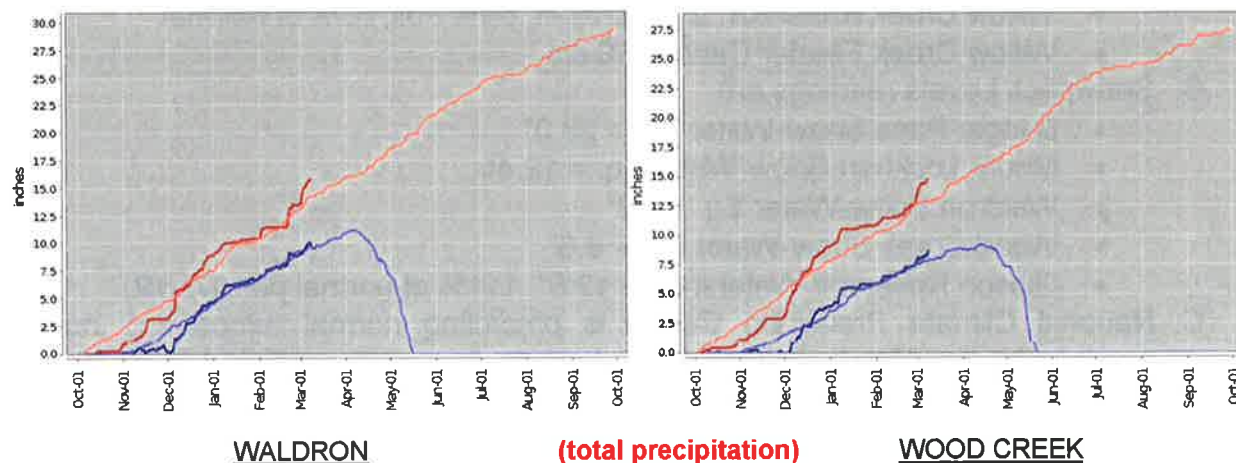 30.0
27.5
25.0
22.5
20.0
17.5
15.0
12.5
10.0
7.5
5.0
2.5
0.0
inches
Oct-01
Nov-01
Dec-01
Jan-01
Feb-01
Mar-01
Apr-01
May-01
Jun-01
Jul-01
Aug-01
Sep-01
Oct-01
27.5
25.0
22.5
20.0
17.5
15.0
12.5
10.0
7.5
5.0
2.5
0.0
inches
Oct-01
Nov-01
Dec-01
Jan-01
Feb-01
Mar-01
Apr-01
May-01
Jun-01
Jul-01
Aug-01
Sep-01
Oct-01
WALDRON (total precipitation) WOOD CREEK